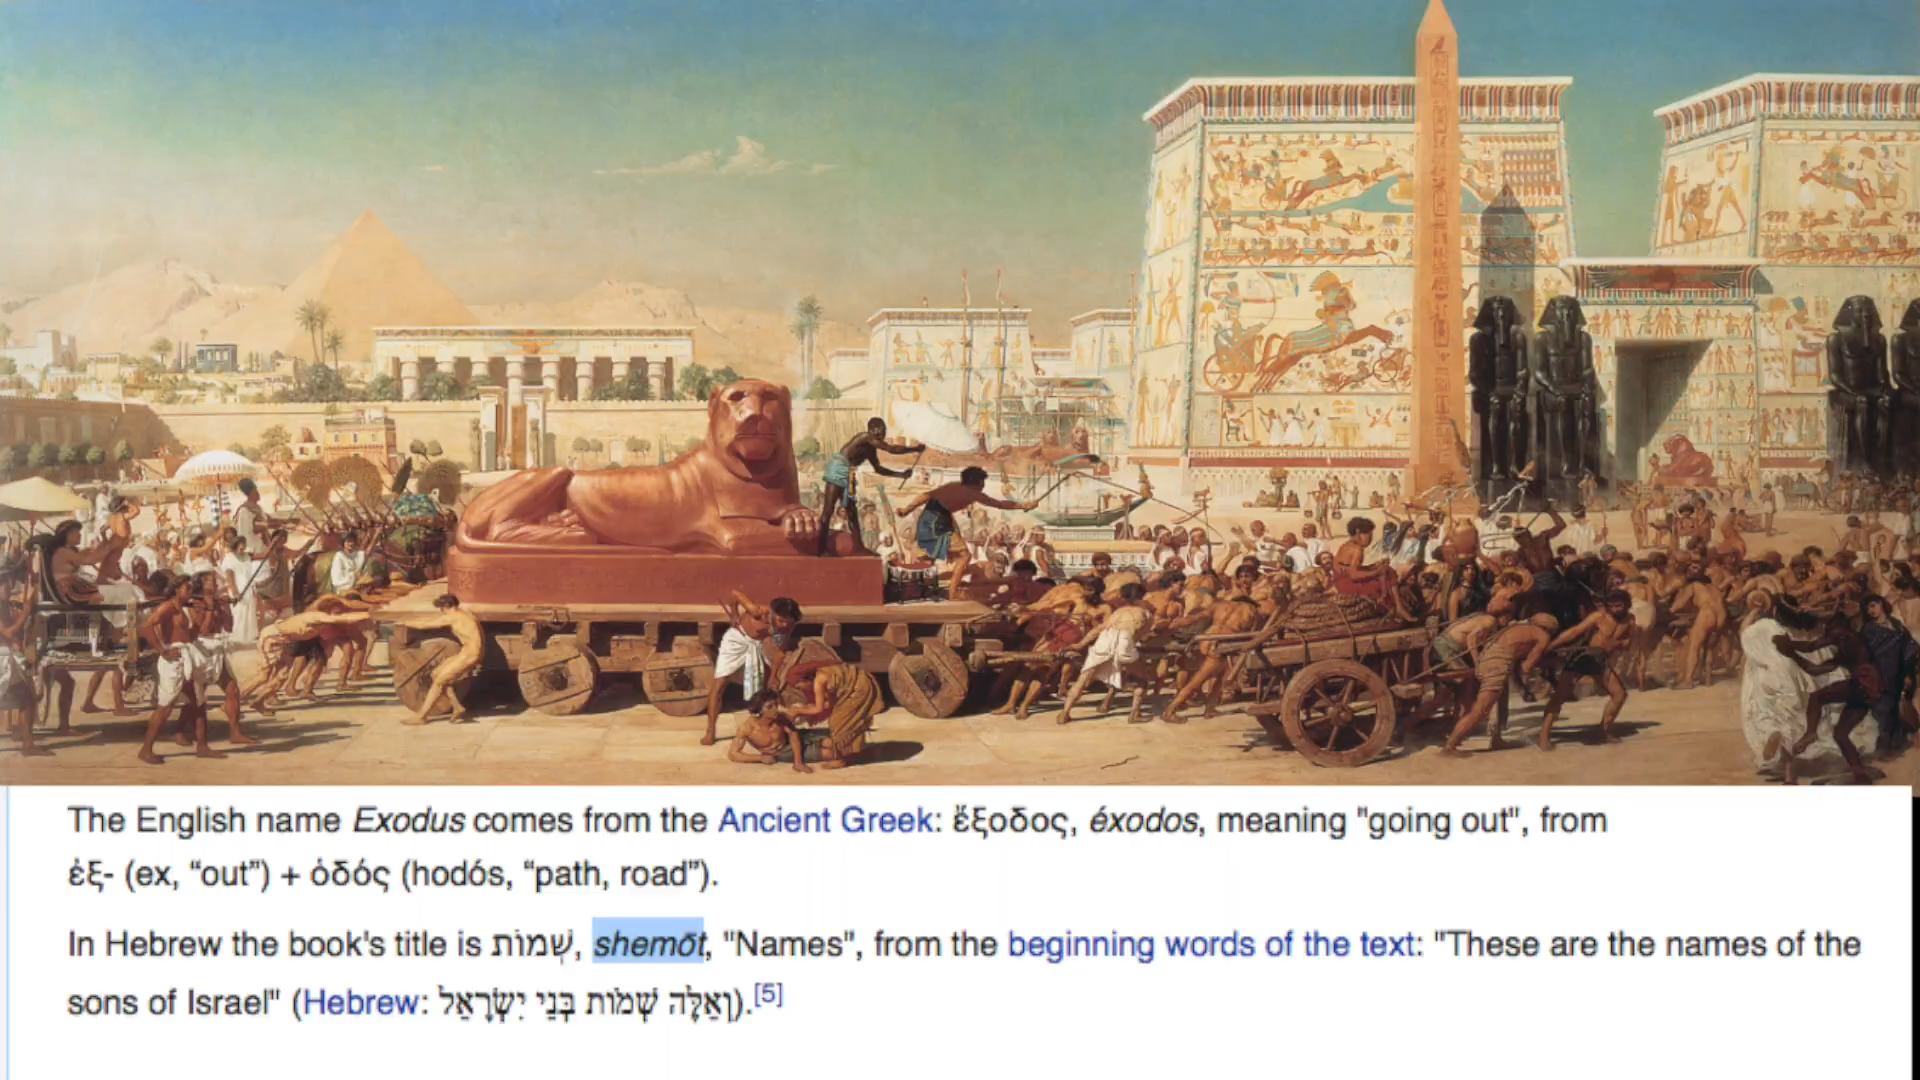 The English name Exodus comes from the Ancient Greek: ἔξοδος, éxodos, meaning "going out", from
ἐξ- (ex, “out”) + ὁδός (hodós, “path, road”).
In Hebrew the book's title is שְׁמוֹת, shemōt, "Names", from the beginning words of the text: "These are the names of the
sons of Israel" (Hebrew: וְאֵלֶּה שְׁמוֹת בְּנֵי יִשְׂרָאֵל).[5]